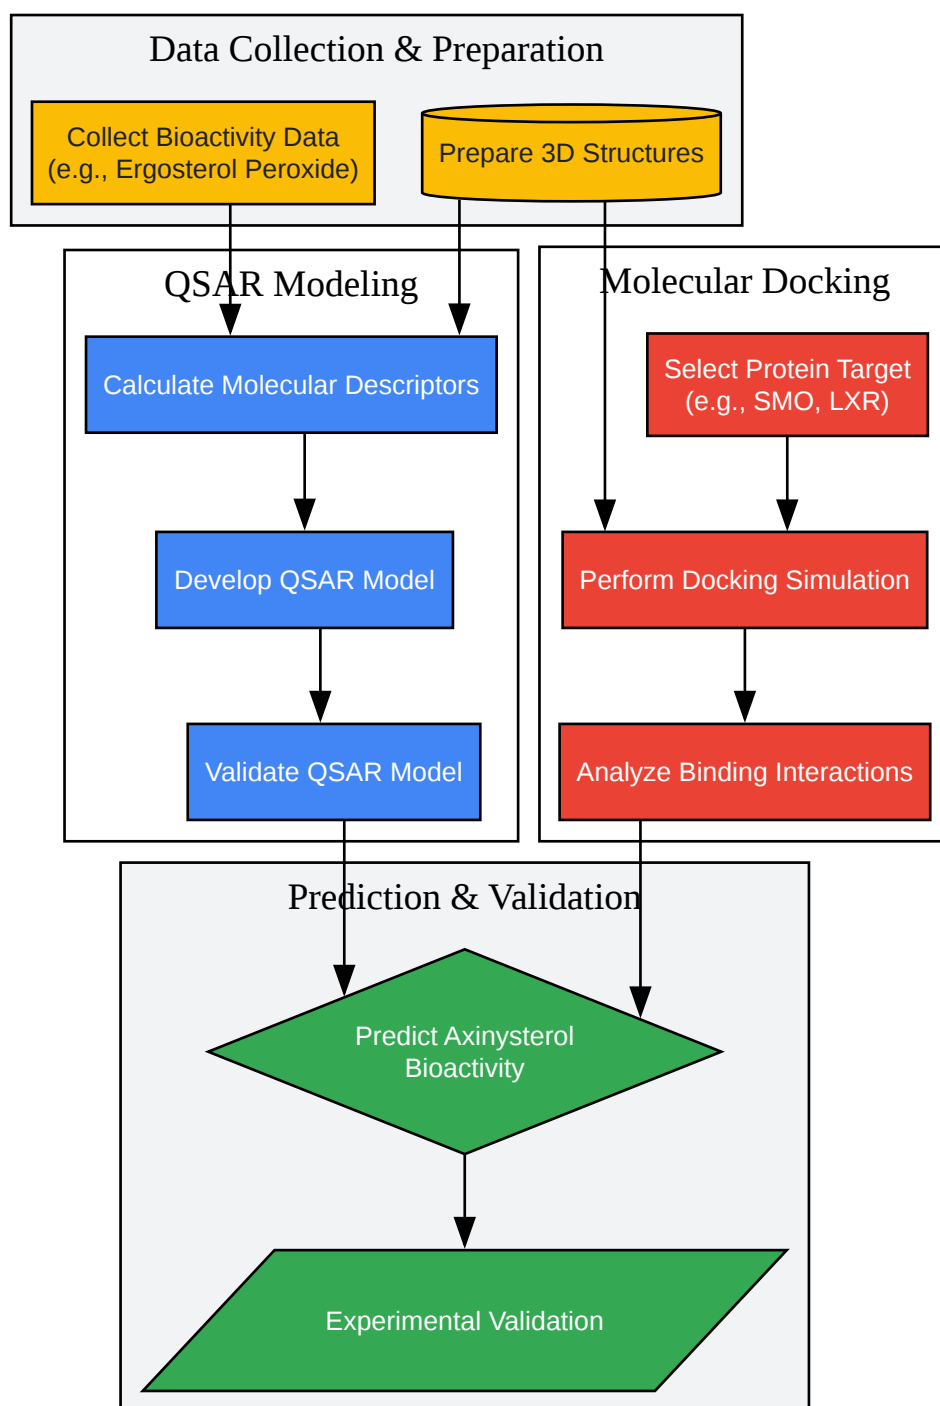 Data Collection & Preparation
Collect Bioactivity Data
(e.g., Ergosterol Peroxide)
Prepare 3D Structures
QSAR Modeling
Calculate Molecular Descriptors
Develop QSAR Model
Validate QSAR Model
Molecular Docking
Select Protein Target
(e.g., SMO, LXR)
Perform Docking Simulation
Analyze Binding Interactions
Prediction & Validation
Predict Axinysterol
Bioactivity
Experimental Validation